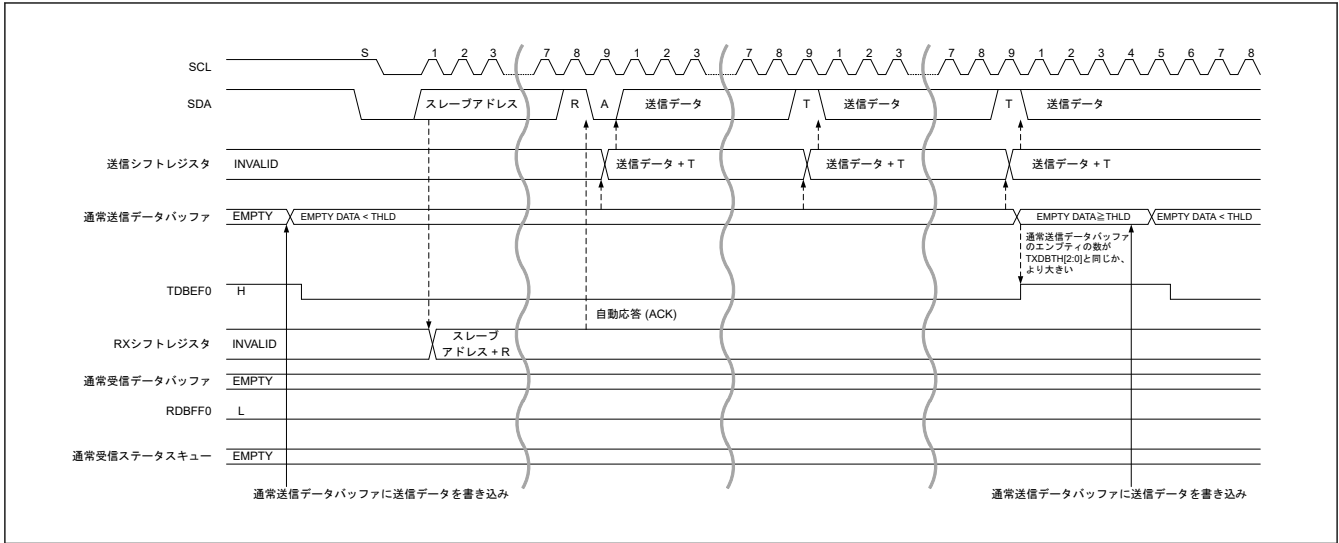 S 1 2 3 7 8 9 1 2 3 7 8 9 1 2 3 7 8 9 1 2 3 4 5 6 7 8
SCL
SDA スレーブアドレス R A 送信データ T 送信データ T 送信データ
送信シフトレジスタ INVALID 送信データ + T 送信データ + T 送信データ + T
通常送信データバッファ EMPTY EMPTY DATA < THLD EMPTY DATA≧THLD EMPTY DATA < THLD
通常送信データバッファ
のエンプティの数が
TXDBTH[2:0]と同じか、
より大きい
TDBEF0 H
自動応答 (ACK)
RXシフトレジスタ INVALID スレーブ
アドレス + R
通常受信データバッファ EMPTY
RDBFF0 L
通常受信ステータスキュー EMPTY
通常送信データバッファに送信データを書き込み 通常送信データバッファに送信データを書き込み